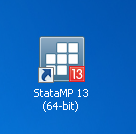 13
StataMP 13
(64-bit)